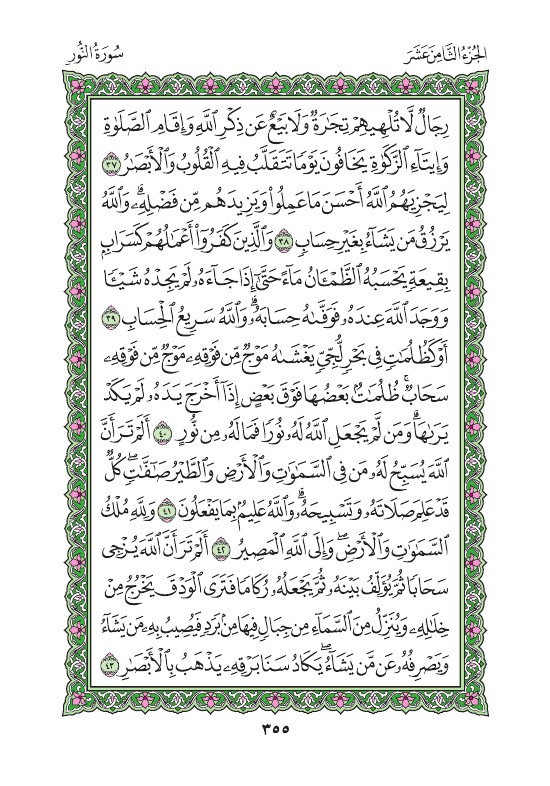 الجُزْءُ الثَّامِنَ عَشَرَ
سُورَةُ النُّور
رِجَالٌ لَّا تُلْهِيهِمْ تِجَٰرَةٌ وَلَا بَيْعٌ عَن ذِكْرِ ٱللَّهِ وَإِقَامِ ٱلصَّلَوٰةِ
وَإِيتَآءِ ٱلزَّكَوٰةِ يَخَافُونَ يَوْمًا تَتَقَلَّبُ فِيهِ ٱلْقُلُوبُ وَٱلْأَبْصَٰرُ ٣٧
لِيَجْزِيَهُمُ ٱللَّهُ أَحْسَنَ مَا عَمِلُوا۟ وَيَزِيدَهُم مِّن فَضْلِهِۦ ۗ وَٱللَّهُ
يَرْزُقُ مَن يَشَآءُ بِغَيْرِ حِسَابٍ ٣٨ وَٱلَّذِينَ كَفَرُوٓا۟ أَعْمَٰلُهُمْ كَسَرَابٍۭ
بِقِيعَةٍ يَحْسَبُهُ ٱلظَّمْـَٔانُ مَآءً حَتَّىٰٓ إِذَا جَآءَهُۥ لَمْ يَجِدْهُ شَيْـًٔا
وَوَجَدَ ٱللَّهَ عِندَهُۥ فَوَفَّىٰهُ حِسَابَهُۥ ۗ وَٱللَّهُ سَرِيعُ ٱلْحِسَابِ ٣٩
أَوْ كَظُلُمَٰتٍ فِى بَحْرٍ لُّجِّىٍّ يَغْشَىٰهُ مَوْجٌ مِّن فَوْقِهِۦ مَوْجٌ مِّن فَوْقِهِۦ
سَحَابٌ ۚ ظُلُمَٰتٌۢ بَعْضُهَا فَوْقَ بَعْضٍ إِذَآ أَخْرَجَ يَدَهُۥ لَمْ يَكَدْ
يَرَىٰهَا ۗ وَمَن لَّمْ يَجْعَلِ ٱللَّهُ لَهُۥ نُورًا فَمَا لَهُۥ مِن نُّورٍ ٤٠ أَلَمْ تَرَ أَنَّ
ٱللَّهَ يُسَبِّحُ لَهُۥ مَن فِى ٱلسَّمَٰوَٰتِ وَٱلْأَرْضِ وَٱلطَّيْرُ صَٰٓفَّٰتٍ ۖ كُلٌّ
قَدْ عَلِمَ صَلَاتَهُۥ وَتَسْبِيحَهُۥ ۗ وَٱللَّهُ عَلِيمٌۢ بِمَا يَفْعَلُونَ ٤١ وَلِلَّهِ مُلْكُ
ٱلسَّمَٰوَٰتِ وَٱلْأَرْضِ ۖ وَإِلَى ٱللَّهِ ٱلْمَصِيرُ ٤٢ أَلَمْ تَرَ أَنَّ ٱللَّهَ يُزْجِى
سَحَابًا ثُمَّ يُؤَلِّفُ بَيْنَهُۥ ثُمَّ يَجْعَلُهُۥ رُكَامًا فَتَرَى ٱلْوَدْقَ يَخْرُجُ مِنْ
خِلَٰلِهِۦ وَيُنَزِّلُ مِنَ ٱلسَّمَآءِ مِن جِبَالٍ فِيهَا مِنۢ بَرَدٍ فَيُصِيبُ بِهِۦ مَن يَشَآءُ
وَيَصْرِفُهُۥ عَن مَّن يَشَآءُ ۖ يَكَادُ سَنَا بَرْقِهِۦ يَذْهَبُ بِٱلْأَبْصَٰرِ ٤٣
٣٥٥